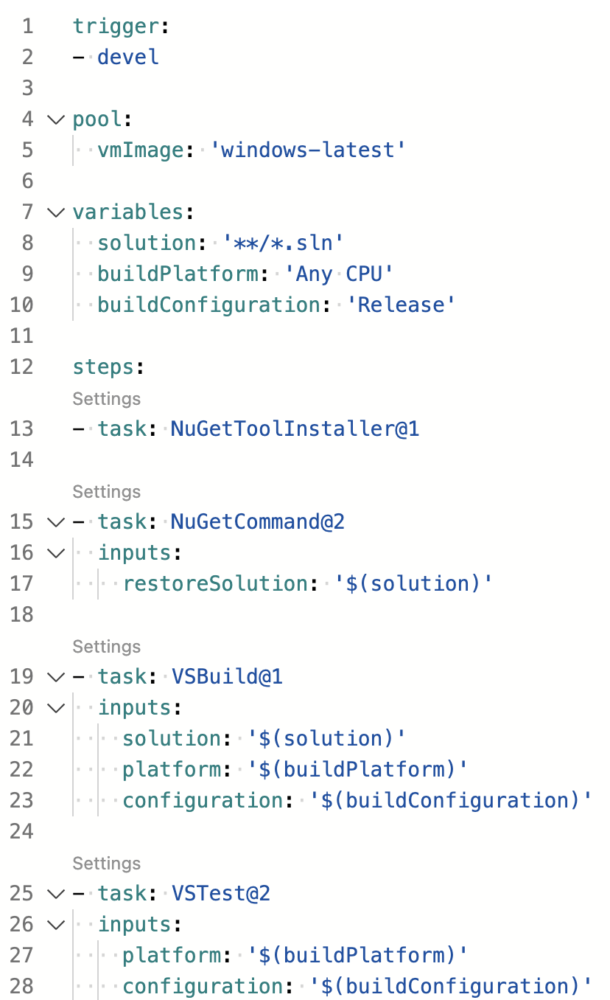 1 trigger:
2 - devel
3
4 pool:
5 vmImage: 'windows-latest'
6
7 variables:
8 solution: '**/*.sln'
9 buildPlatform: 'Any CPU'
10 buildConfiguration: 'Release'
11
12 steps:
Settings
13 - task: NuGetToolInstaller@1
14
Settings
15 - task: NuGetCommand@2
16 inputs:
17 restoreSolution: '$(solution)'
18
Settings
19 - task: VSBuild@1
20 inputs:
21 solution: '$(solution)'
22 platform: '$(buildPlatform)'
23 configuration: '$(buildConfiguration)'
24
Settings
25 - task: VSTest@2
26 inputs:
27 platform: '$(buildPlatform)'
28 configuration: '$(buildConfiguration)'